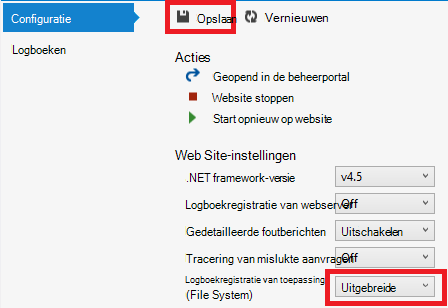 Configuratie
Opslaan
Vernieuwen
Logboeken
Acties
Geopend in de beheerportal
Website stoppen
Start opnieuw op website
Web Site-instellingen
.NET framework-versie v4.5
Logboekregistratie van webserver Off
Gedetailleerde foutberichten Uitschakelen
Tracering van mislukte aanvragen Off
Logboekregistratie van toepassing
(File System) Uitgebreide